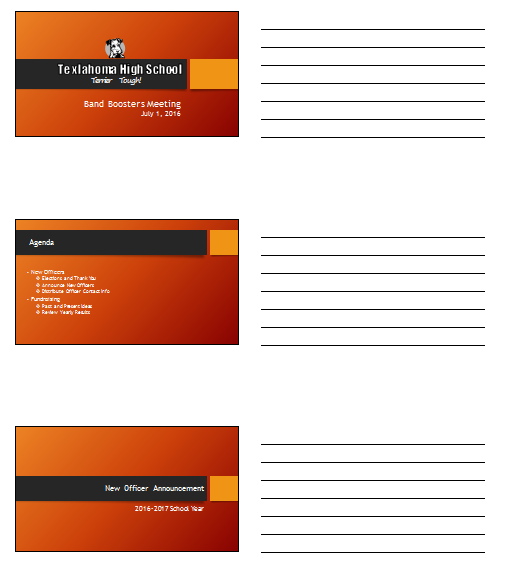 Texlahoma High School
Terrier Tough!
Band Boosters Meeting
July 1, 2016
Agenda
- New Officers
❖ Elections and Thank You
❖ Announce New Officers
❖ Distribute Officer Contact Info
- Fundraising
❖ Past and Present Ideas
❖ Review Yearly Results
New Officer Announcement
2016-2017 School Year